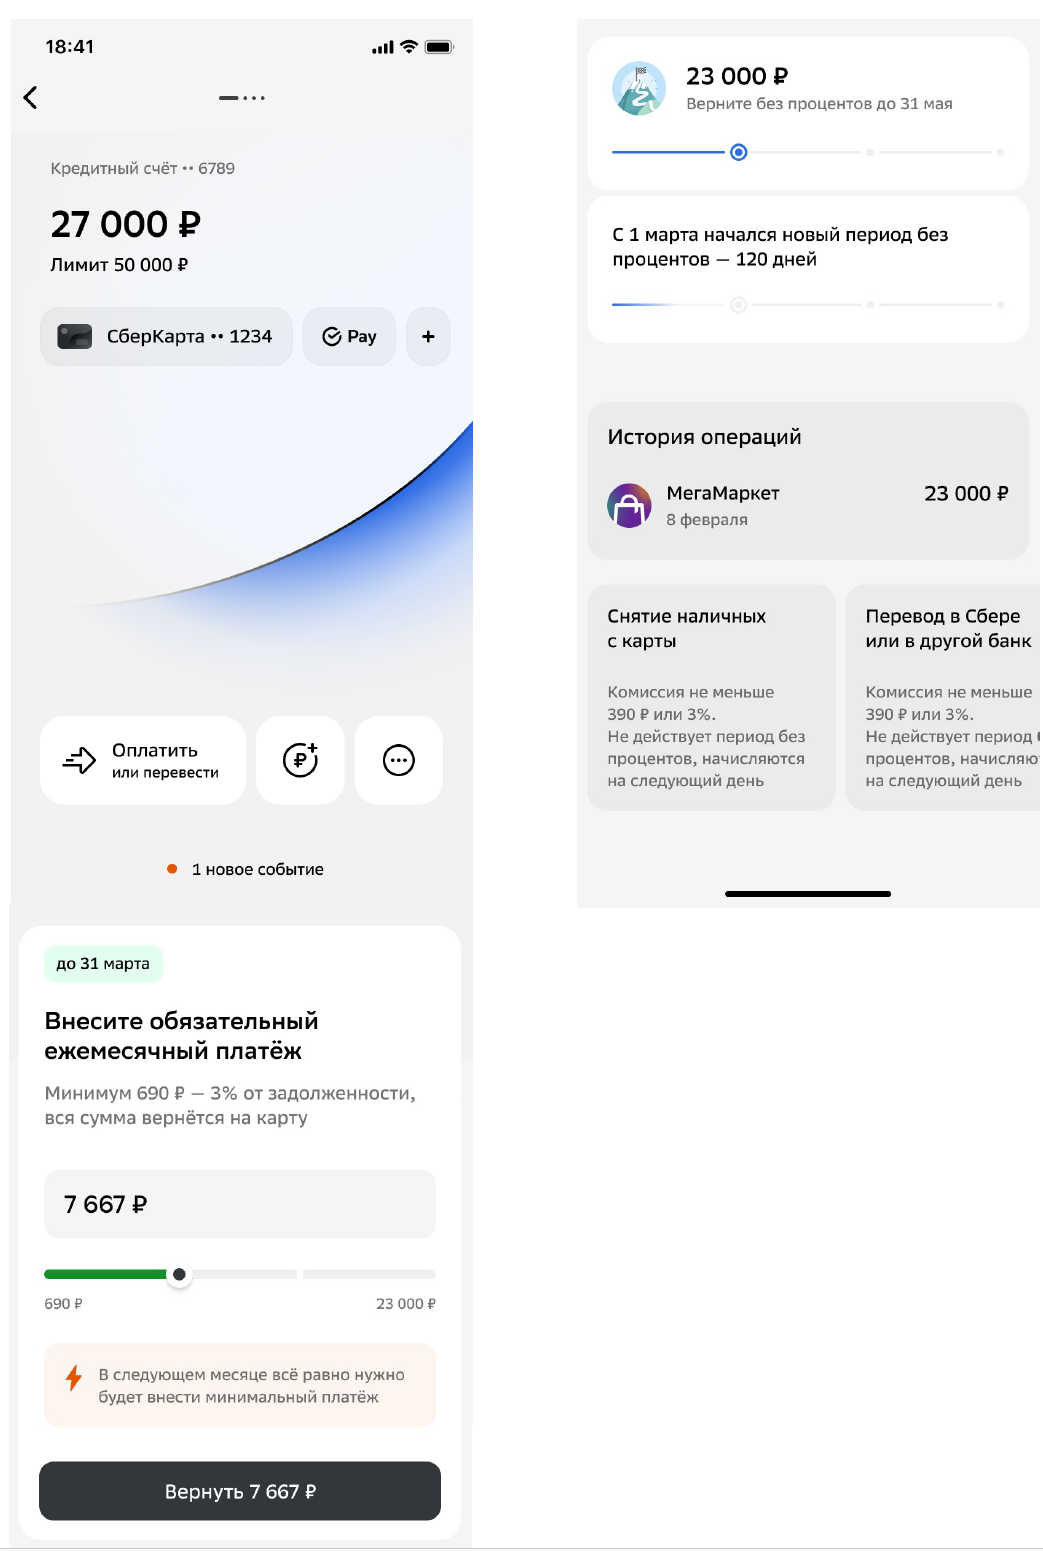 18:41
Кредитный счёт •• 6789
27 000 ₽
Лимит 50 000 ₽
СберКарта •• 1234
Pay
+
Оплатить
или перевести
1 новое событие
до 31 марта
Внесите обязательный
ежемесячный платёж
Минимум 690 ₽ — 3% от задолженности,
вся сумма вернётся на карту
7 667 ₽
690 ₽
23 000 ₽
В следующем месяце всё равно нужно
будет внести минимальный платёж
Вернуть 7 667 ₽
23 000 ₽
Верните без процентов до 31 мая
С 1 марта начался новый период без
процентов — 120 дней
История операций
МегаМаркет
23 000 ₽
8 февраля
Снятие наличных
с карты
Комиссия не меньше
390 ₽ или 3%.
Не действует период без
процентов, начисляются
на следующий день
Перевод в Сбере
или в другой банк
Комиссия не меньше
390 ₽ или 3%.
Не действует период
процентов,
на следующий день